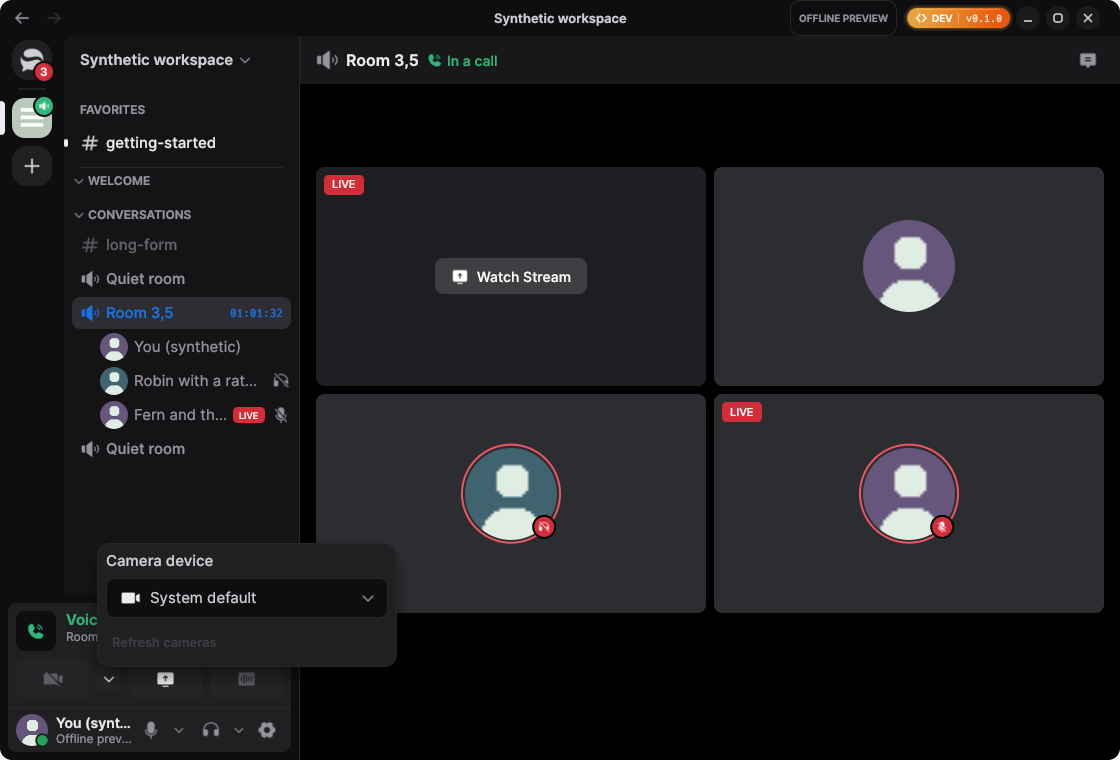 Synthetic workspace
OFFLINE PREVIEW
DEV
v0.1.0
3
Synthetic workspace
FAVORITES
# getting-started
WELCOME
CONVERSATIONS
# long-form
Quiet room
Room 3,5
01:01:32
You (synthetic)
Robin with a rat...
Fern and th...
LIVE
Quiet room
Room 3,5
In a call
LIVE
Watch Stream
LIVE
Camera device
System default
Refresh cameras
Voic
Room
You (synt...
Offline prev...